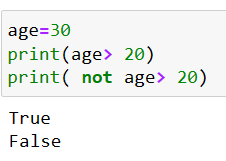 age=30
print(age> 20)
print( not age> 20)
True
False